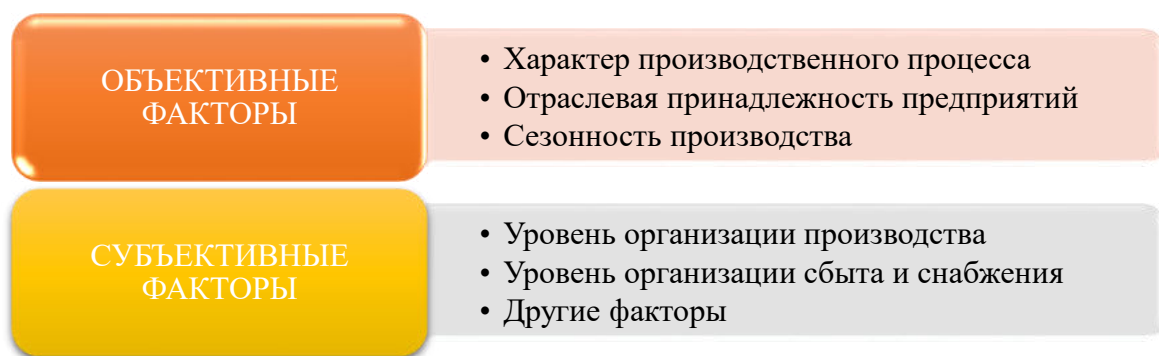 ОБЪЕКТИВНЫЕ
ФАКТОРЫ
• Характер производственного процесса
• Отраслевая принадлежность предприятий
• Сезонность производства
СУБЪЕКТИВНЫЕ
ФАКТОРЫ
• Уровень организации производства
• Уровень организации сбыта и снабжения
• Другие факторы